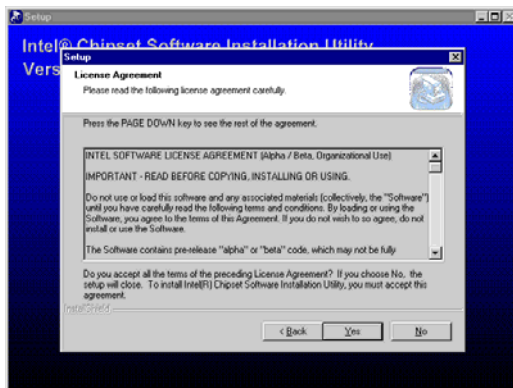 Setup
Intel® Chipset Software Installation Utility
Vers
Setup
License Agreement
Please read the following license agreement carefully.
Press the PAGE DOWN key to see the rest of the agreement.
INTEL SOFTWARE LICENSE AGREEMENT (Alpha / Beta, Organizational Use)
IMPORTANT - READ BEFORE COPYING, INSTALLING OR USING.
Do not use or load this software and any associated materials (collectively, the "Software")
until you have carefully read the following terms and conditions. By loading or using the
Software, you agree to the terms of this Agreement. If you do not wish to so agree, do not
install or use the Software.
The Software contains pre-release "alpha" or "beta" code, which may not be fully
Do you accept all the terms of the preceding License Agreement? If you choose No, the
setup will close. To install Intel(R) Chipset Software Installation Utility, you must accept this
agreement.
InstallShield
< Back
Yes
No